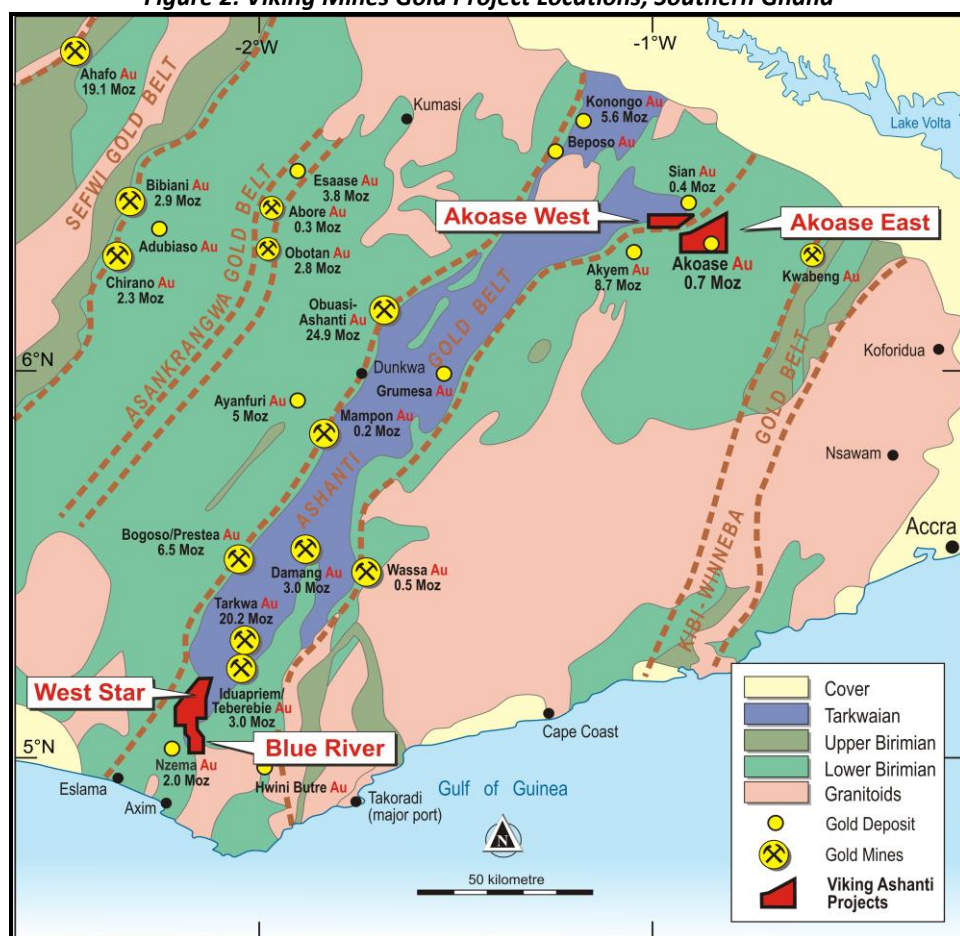 Figure 2: Viking Mines Gold Project Locations, Southern Ghana
-2°W
-1°W
Ahafo Au
19.1 Moz
SEFWI GOLD BELT
Kumasi
Konongo Au
5.6 Moz
Beposo Au
Lake Volta
Bibiani Au
2.9 Moz
Adubiaso Au
Esaase Au
3.8 Moz
Abore Au
0.3 Moz
Sian Au
0.4 Moz
Akoase West
Akoase East
Chirano Au
2.3 Moz
Obotan Au
2.8 Moz
ASANKRANGWA GOLD BELT
Akyem Au
8.7 Moz
Akoase Au
0.7 Moz
Kwabeng Au
Obuasi-
Ashanti Au
24.9 Moz
6°N
Dunkwa
Grumesa Au
ASHANTI GOLD BELT
Koforidua
Ayanfuri Au
5 Moz
Mampon Au
0.2 Moz
Nsawam
KIBI-WINNEBA GOLD BELT
Bogoso/Prestea Au
6.5 Moz
Damang Au
3.0 Moz
Wassa Au
0.5 Moz
Accra
Tarkwa Au
20.2 Moz
West Star
Iduapriem/
Teberebie Au
3.0 Moz
Cape Coast
5°N
Blue River
Nzema Au
2.0 Moz
Hwini Butre Au
Eslama
Axim
Takoradi
(major port)
Gulf of Guinea
N
50 kilometre
Cover
Tarkwaian
Upper Birimian
Lower Birimian
Granitoids
Gold Deposit
Gold Mines
Viking Ashanti
Projects